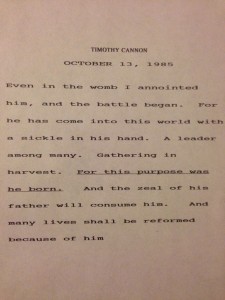 TIMOTHY CANNON
OCTOBER 13, 1985
Even in the womb I annointed
him, and the battle began. For
he has come into this world with
a sickle in his hand. A leader
among many. Gathering in
harvest. For this purpose was
he born. And the zeal of his
father will consume him. And
many lives shall be reformed
because of him